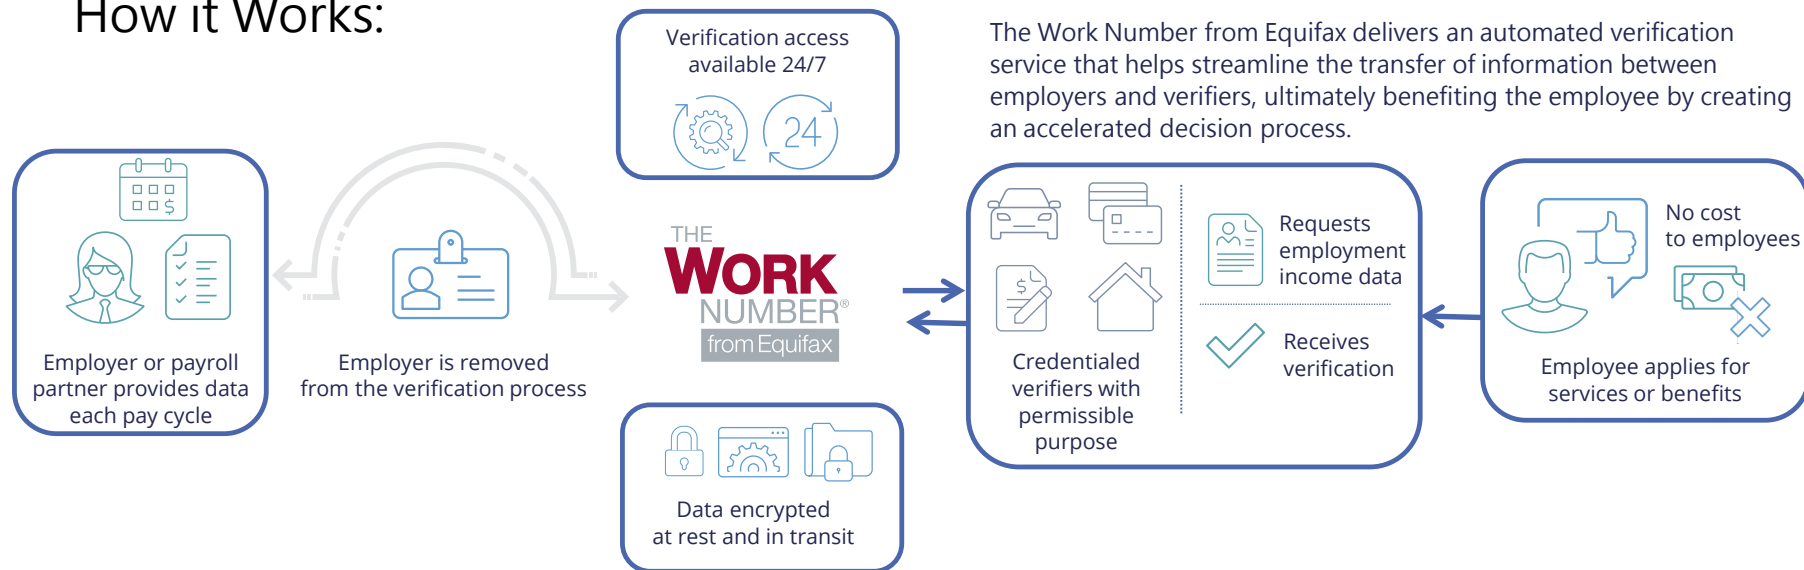 How it Works:
Verification access
available 24/7
24
The Work Number from Equifax delivers an automated verification
service that helps streamline the transfer of information between
employers and verifiers, ultimately benefiting the employee by creating
an accelerated decision process.
$
Employer or payroll
partner provides data
each pay cycle
Employer is removed
from the verification process
THE
WORK
NUMBER®
from Equifax
Data encrypted
at rest and in transit
$
Credentialed
verifiers with
permissible
purpose
Requests
employment
income data
Receives
verification
No cost
to employees
Employee applies for
services or benefits